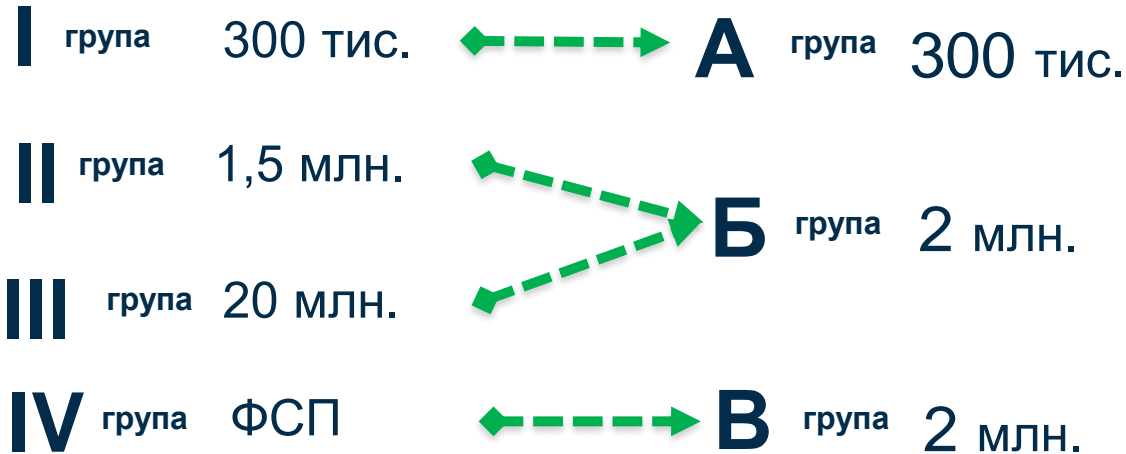 I група 300 тис. А група 300 тис.
II група 1,5 млн. Б група 2 млн.
III група 20 млн.
IV група ФСП В група 2 млн.